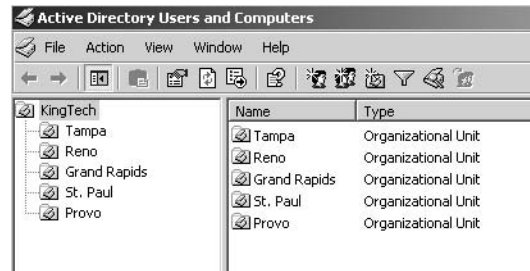 Active Directory Users and Computers
File Action View Window Help
KingTech
Tampa
Reno
Grand Rapids
St. Paul
Provo
Name Type
Tampa Organizational Unit
Reno Organizational Unit
Grand Rapids Organizational Unit
St. Paul Organizational Unit
Provo Organizational Unit